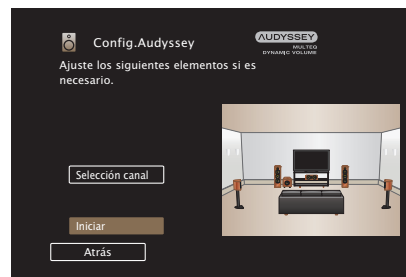 Config.Audyssey
AUDYSSEY
MULTEQ
DYNAMIC VOLUME
Ajuste los siguientes elementos si es
necesario.
Selección canal
Iniciar
Atrás